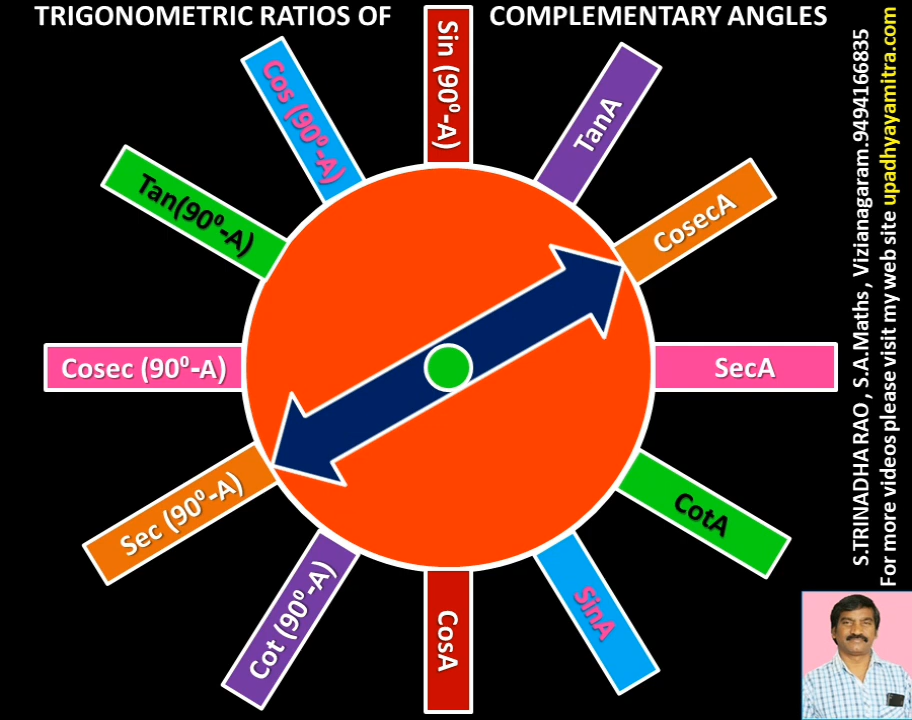 TRIGONOMETRIC RATIOS OF COMPLEMENTARY ANGLES
Sin (90⁰-A)
TanA
CosecA
SecA
CotA
SinA
CosA
Cot (90⁰-A)
Sec (90⁰-A)
Cosec (90⁰-A)
Tan(90⁰-A)
Cos (90⁰-A)
S.TRINADHA RAO, S.A.Maths, Vizianagaram.9494166835
For more videos please visit my web site upadhyayamitra.com